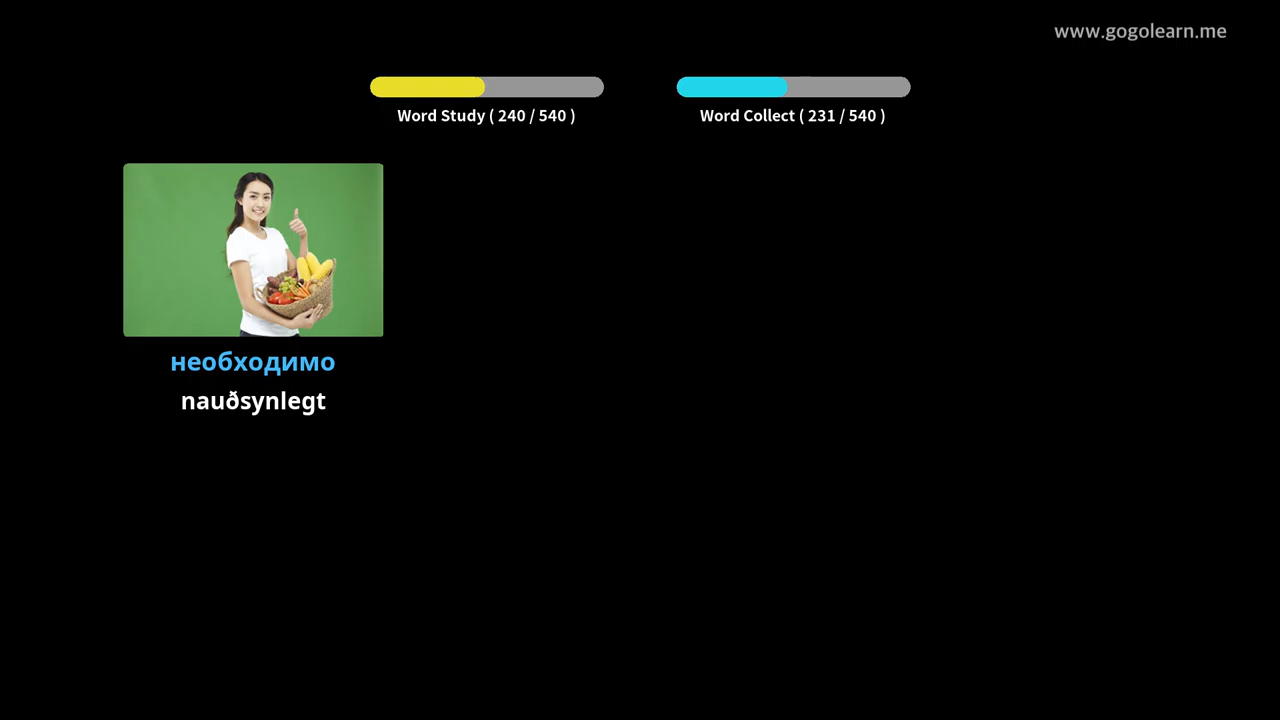 www.gogolearn.me
Word Study ( 240 / 540 )
Word Collect ( 231 / 540 )
необходимо
nauðsynlegt